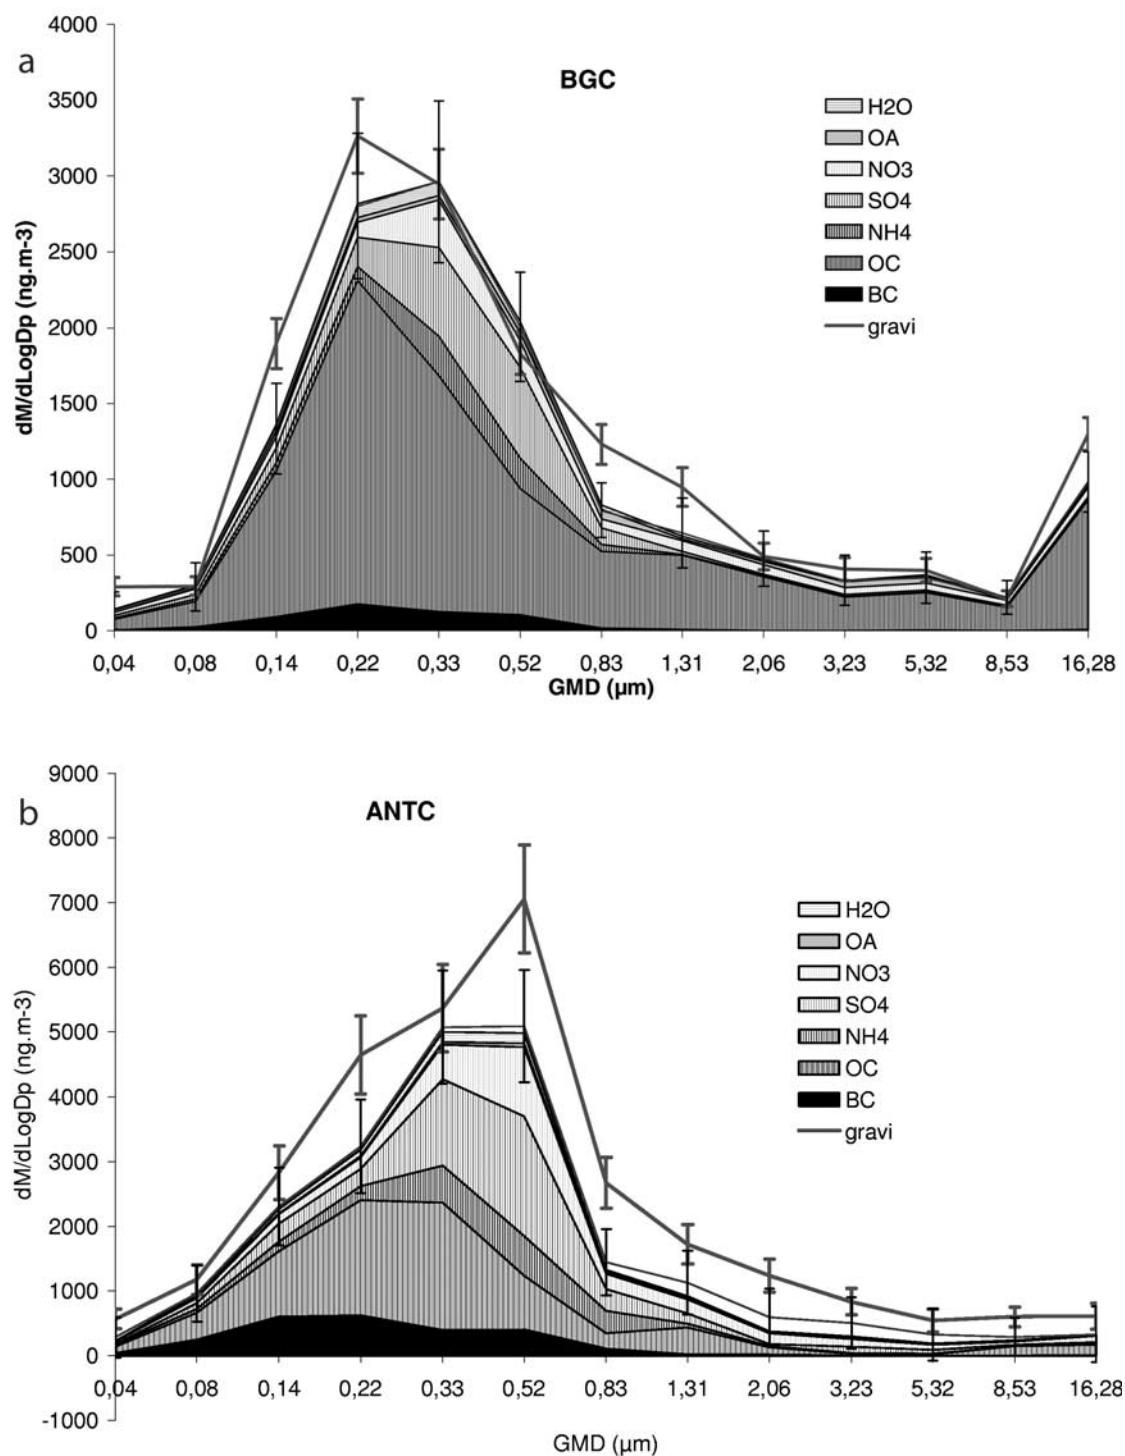 a
BGC
4000
3500
3000
2500
2000
1500
1000
500
0
dM/dLogDp (ng.m-3)
H2O
OA
NO3
SO4
NH4
OC
BC
gravi
0,04 0,08 0,14 0,22 0,33 0,52 0,83 1,31 2,06 3,23 5,32 8,53 16,28
GMD (µm)
b
ANTC
9000
8000
7000
6000
5000
4000
3000
2000
1000
0
-1000
dM/dLogDp (ng.m-3)
H2O
OA
NO3
SO4
NH4
OC
BC
gravi
0,04 0,08 0,14 0,22 0,33 0,52 0,83 1,31 2,06 3,23 5,32 8,53 16,28
GMD (µm)